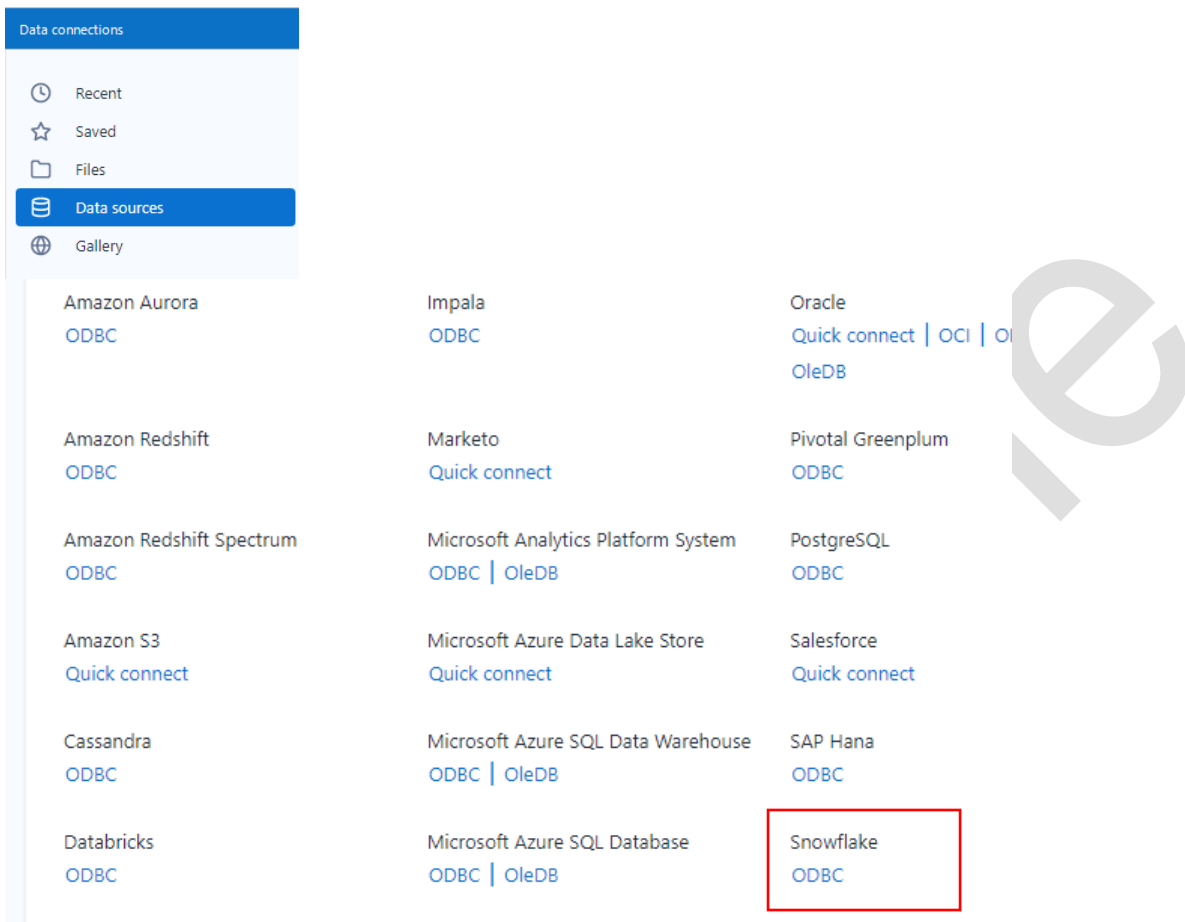 Data connections
Recent
Saved
Files
Data sources
Gallery
Amazon Aurora
ODBC
Impala
ODBC
Oracle
Quick connect | OCI |
OleDB
Amazon Redshift
ODBC
Marketo
Quick connect
Pivotal Greenplum
ODBC
Amazon Redshift Spectrum
ODBC
Microsoft Analytics Platform System
ODBC | OleDB
PostgreSQL
ODBC
Amazon S3
Quick connect
Microsoft Azure Data Lake Store
Quick connect
Salesforce
Quick connect
Cassandra
ODBC
Microsoft Azure SQL Data Warehouse
ODBC | OleDB
SAP Hana
ODBC
Databricks
ODBC
Microsoft Azure SQL Database
ODBC | OleDB
Snowflake
ODBC